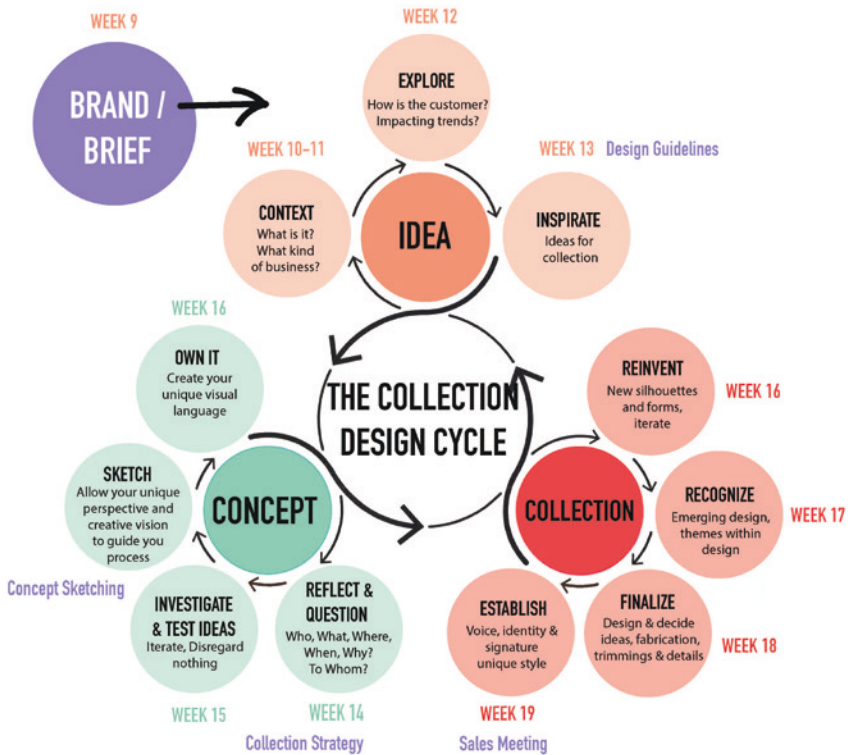 WEEK 9
BRAND /
BRIEF
WEEK 12
EXPLORE
How is the customer?
Impacting trends?
WEEK 10-11
CONTEXT
What is it?
What kind
of business?
IDEA
WEEK 13
Design Guidelines
INSPIRATE
Ideas for
collection
THE COLLECTION
DESIGN CYCLE
WEEK 16
OWN IT
Create your
unique visual
language
SKETCH
Allow your unique
perspective and
creative vision
to guide you
process
Concept Sketching
CONCEPT
INVESTIGATE
& TEST IDEAS
Iterate, Disregard
nothing
WEEK 15
REFLECT &
QUESTION
Who, What, Where,
When, Why?
To Whom?
WEEK 14
Collection Strategy
COLLECTION
REINVENT
New silhouettes
and forms,
iterate
WEEK 16
RECOGNIZE
Emerging design,
themes within
design
WEEK 17
FINALIZE
Design & decide
ideas, fabrication,
trimmings & details
WEEK 18
ESTABLISH
Voice, identity &
signature
unique style
WEEK 19
Sales Meeting